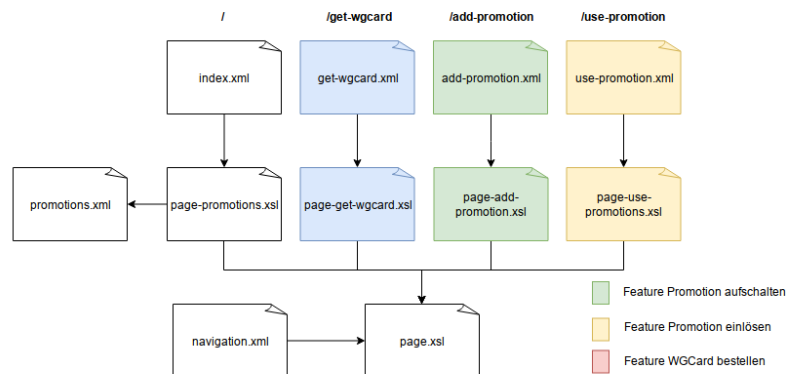 /
/get-wgcard
/add-promotion
/use-promotion
index.xml
get-wgcard.xml
add-promotion.xml
use-promotion.xml
promotions.xml
page-promotions.xsl
page-get-wgcard.xsl
page-add-
promotion.xsl
page-use-
promotions.xsl
navigation.xml
page.xsl
Feature Promotion aufschalten
Feature Promotion einlösen
Feature WGCard bestellen